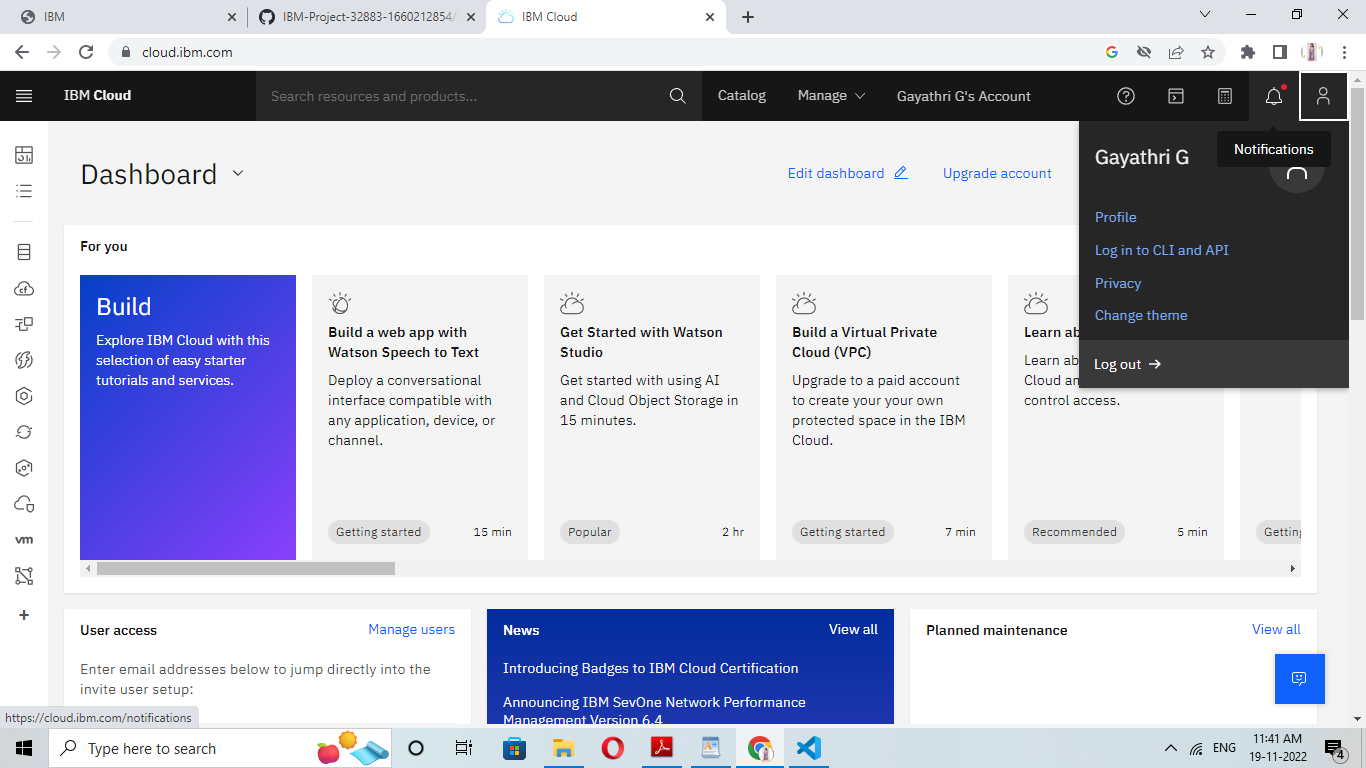 IBM
IBM-Project-32883-1660212854/
IBM Cloud
cloud.ibm.com
IBM Cloud
Search resources and products...
Catalog
Manage
Gayathri G's Account
Dashboard
Edit dashboard
Upgrade account
Gayathri G
Notifications
Profile
Log in to CLI and API
Privacy
Change theme
Log out
For you
Build
Explore IBM Cloud with this
selection of easy starter
tutorials and services.
Build a web app with
Watson Speech to Text
Deploy a conversational
interface compatible with
any application, device, or
channel.
Getting started
15 min
Get Started with Watson
Studio
Get started with using AI
and Cloud Object Storage in
15 minutes.
Popular
2 hr
Build a Virtual Private
Cloud (VPC)
Upgrade to a paid account
to create your your own
protected space in the IBM
Cloud.
Getting started
7 min
Learn ab
Learn ab
Cloud an
control access.
Recommended
5 min
Getting
cf
vm
User access
Manage users
Enter email addresses below to jump directly into the
invite user setup:
News
View all
Introducing Badges to IBM Cloud Certification
Announcing IBM SevOne Network Performance
Management Version 6.4
Planned maintenance
View all
https://cloud.ibm.com/notifications
Type here to search
ENG
11:41 AM
19-11-2022
4